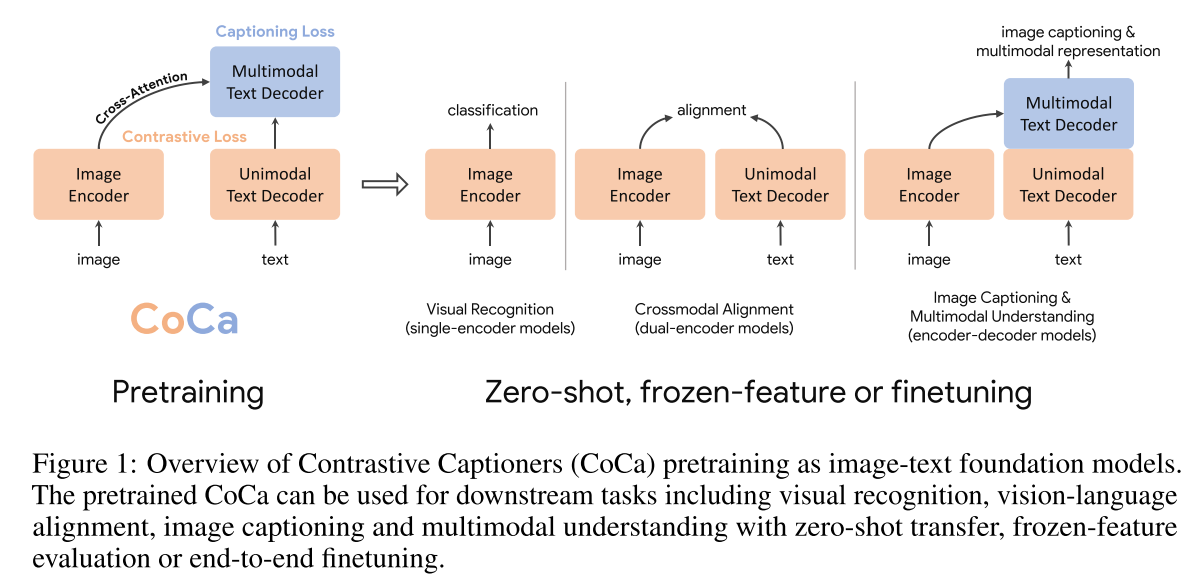 Captioning Loss
Multimodal
Text Decoder
Cross-Attention
Contrastive Loss
Image
Encoder
Unimodal
Text Decoder
image
text
CoCa
Pretraining
classification
Image
Encoder
image
Visual Recognition
(single-encoder models)
alignment
Image
Encoder
Unimodal
Text Decoder
image
text
Crossmodal Alignment
(dual-encoder models)
image captioning &
multimodal representation
Multimodal
Text Decoder
Image
Encoder
Unimodal
Text Decoder
image
text
Image Captioning &
Multimodal Understanding
(encoder-decoder models)
Zero-shot, frozen-feature or finetuning
Figure 1: Overview of Contrastive Captioners (CoCa) pretraining as image-text foundation models.
The pretrained CoCa can be used for downstream tasks including visual recognition, vision-language
alignment, image captioning and multimodal understanding with zero-shot transfer, frozen-feature
evaluation or end-to-end finetuning.